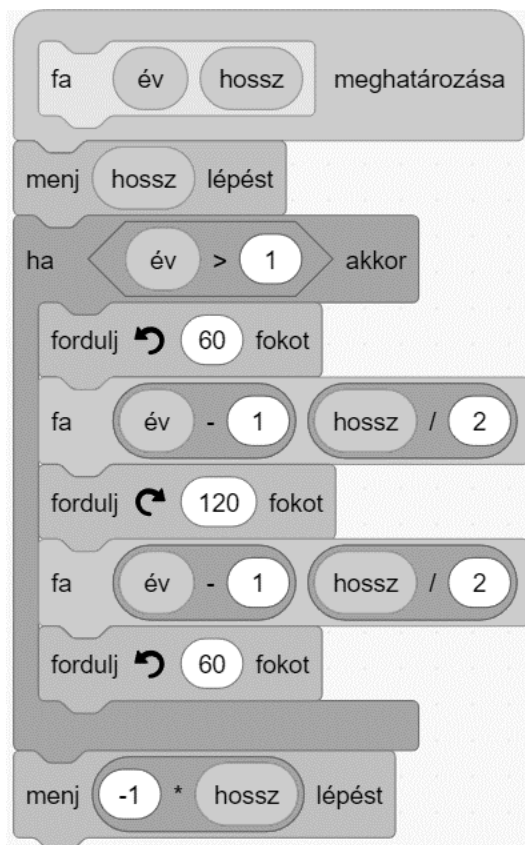 fa év hossz meghatározása
menj hossz lépést
ha év > 1 akkor
fordulj 60 fokot
fa év - 1 hossz / 2
fordulj 120 fokot
fa év - 1 hossz / 2
fordulj 60 fokot
menj -1 * hossz lépést